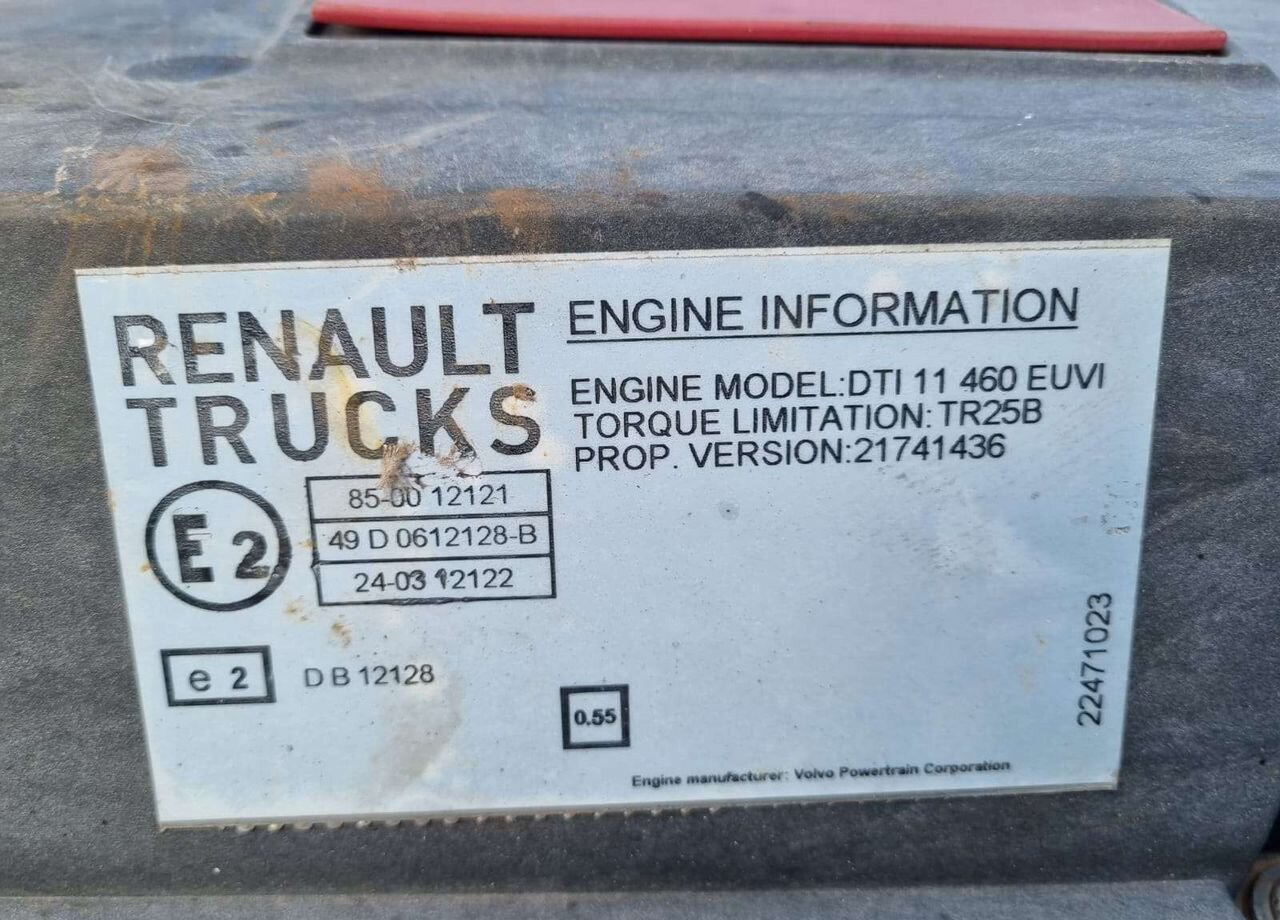 RENAULT
TRUCKS
ENGINE INFORMATION
ENGINE MODEL:DTI 11 460 EUVI
TORQUE LIMITATION: TR25B
PROP. VERSION:21741436
E 2
85-00 12121
49 D 0612128-B
24-03 12122
e 2
D B 12128
0.55
22471023
Engine manufacturer: Volvo Powertrain Corporation